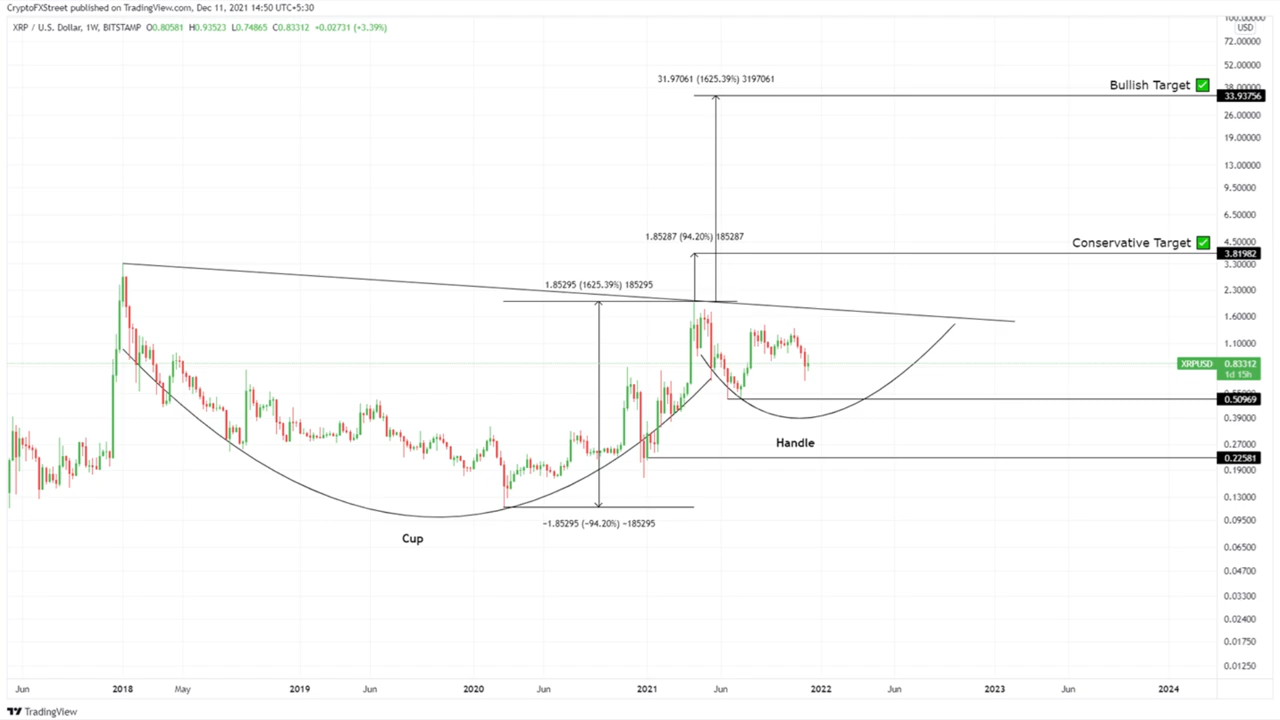 CryptoFXStreet published on TradingView.com, Dec 11, 2021 14:50 UTC+5:30
XRP / U.S. Dollar, 1W, BITSTAMP O0.80581 H0.93523 L0.74865 C0.83312 +0.02731 (+3.39%)
100.00000
USD
72.00000
52.00000
31.97061 (1625.39%) 3197061
Bullish Target ✅
38.00000
33.93756
26.00000
19.00000
13.00000
9.50000
6.50000
1.85287 (94.20%) 185287
Conservative Target ✅
4.50000
3.81982
3.30000
1.85295 (1625.39%) 185295
2.30000
1.60000
1.10000
XRPUSD 0.83312
1d 15h
0.50969
0.39000
Handle
0.27000
0.22581
0.19000
0.13000
-1.85295 (-94.20%) -185295
0.09500
Cup
0.06500
0.04700
0.03300
0.02400
0.01750
0.01250
Jun 2018 May 2019 Jun 2020 Jun 2021 Jun 2022 Jun 2023 Jun 2024
TradingView